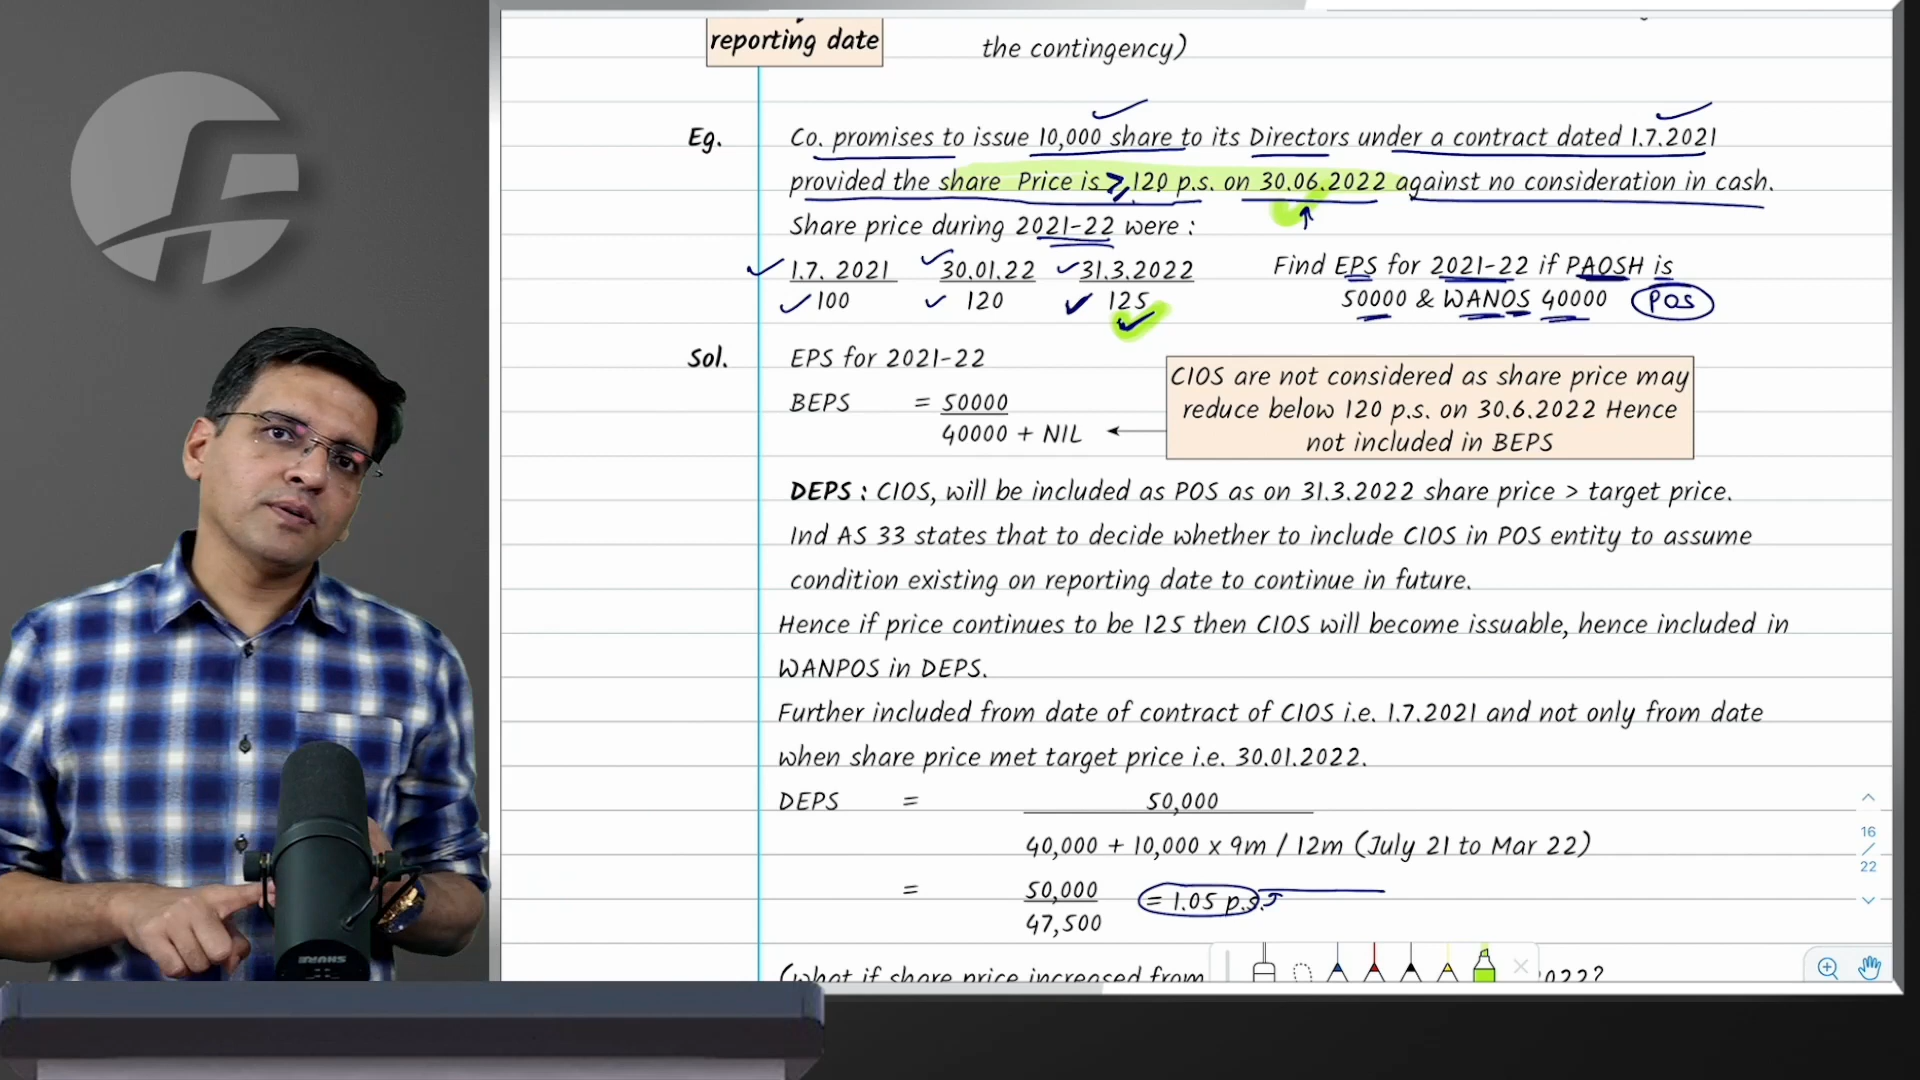 reporting date
the contingency)
Eg. Co. promises to issue 10,000 share to its Directors under a contract dated 1.7.2021
provided the share Price is ≥ 120 p.s. on 30.06.2022 against no consideration in cash.
Share price during 2021-22 were :
1.7. 2021 30.01.22 31.3.2022
100 120 125
Find EPS for 2021-22 if PAOSH is
50000 & WANOS 40000 POS
Sol. EPS for 2021-22
BEPS = 50000
40000 + NIL
CIOS are not considered as share price may
reduce below 120 p.s. on 30.6.2022 Hence
not included in BEPS
DEPS : CIOS, will be included as POS as on 31.3.2022 share price > target price.
Ind AS 33 states that to decide whether to include CIOS in POS entity to assume
condition existing on reporting date to continue in future.
Hence if price continues to be 125 then CIOS will become issuable, hence included in
WANPOS in DEPS.
Further included from date of contract of CIOS i.e. 1.7.2021 and not only from date
when share price met target price i.e. 30.01.2022.
DEPS = 50,000
40,000 + 10,000 x 9m / 12m (July 21 to Mar 22)
= 50,000 = 1.05 p.s.
47,500
(what if share price increased from 2022?
16
/
22